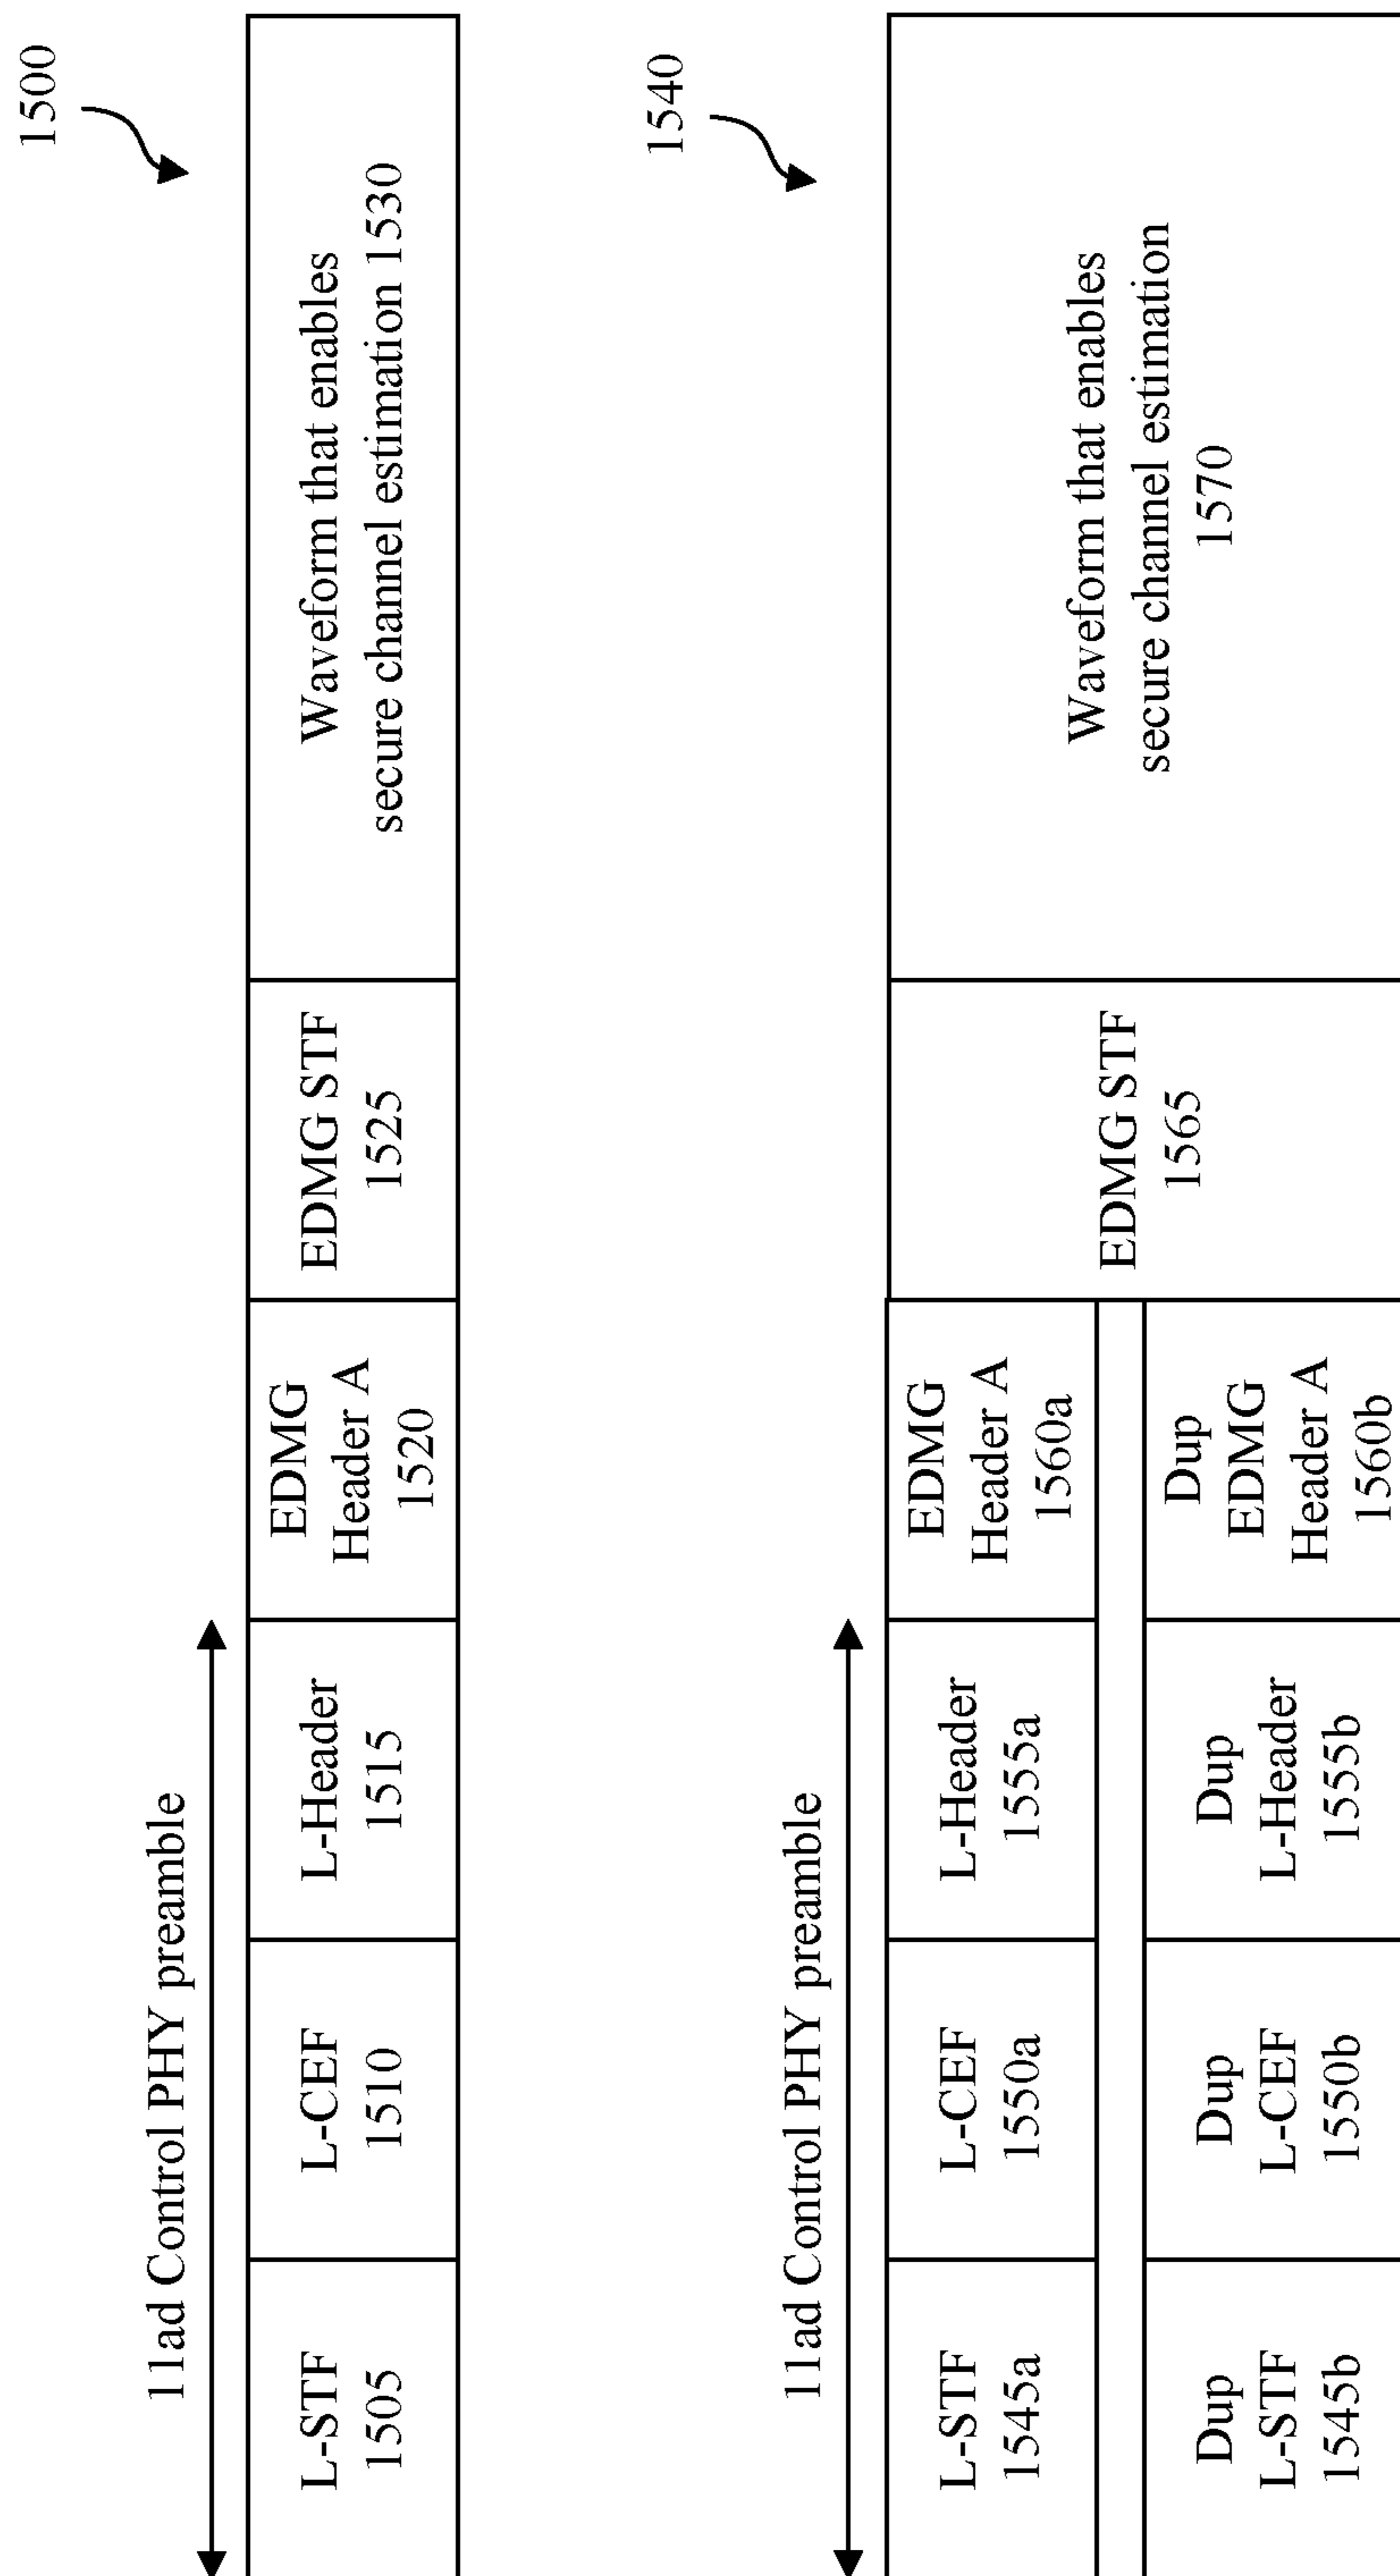 1500
11ad Control PHY preamble
L-STF
1505
L-CEF
1510
L-Header
1515
EDMG
Header A
1520
EDMG STF
1525
Waveform that enables
secure channel estimation 1530
1540
11ad Control PHY preamble
L-STF
1545a
L-CEF
1550a
L-Header
1555a
EDMG
Header A
1560a
Dup
L-STF
1545b
Dup
L-CEF
1550b
Dup
L-Header
1555b
Dup
EDMG
Header A
1560b
EDMG STF
1565
Waveform that enables
secure channel estimation
1570